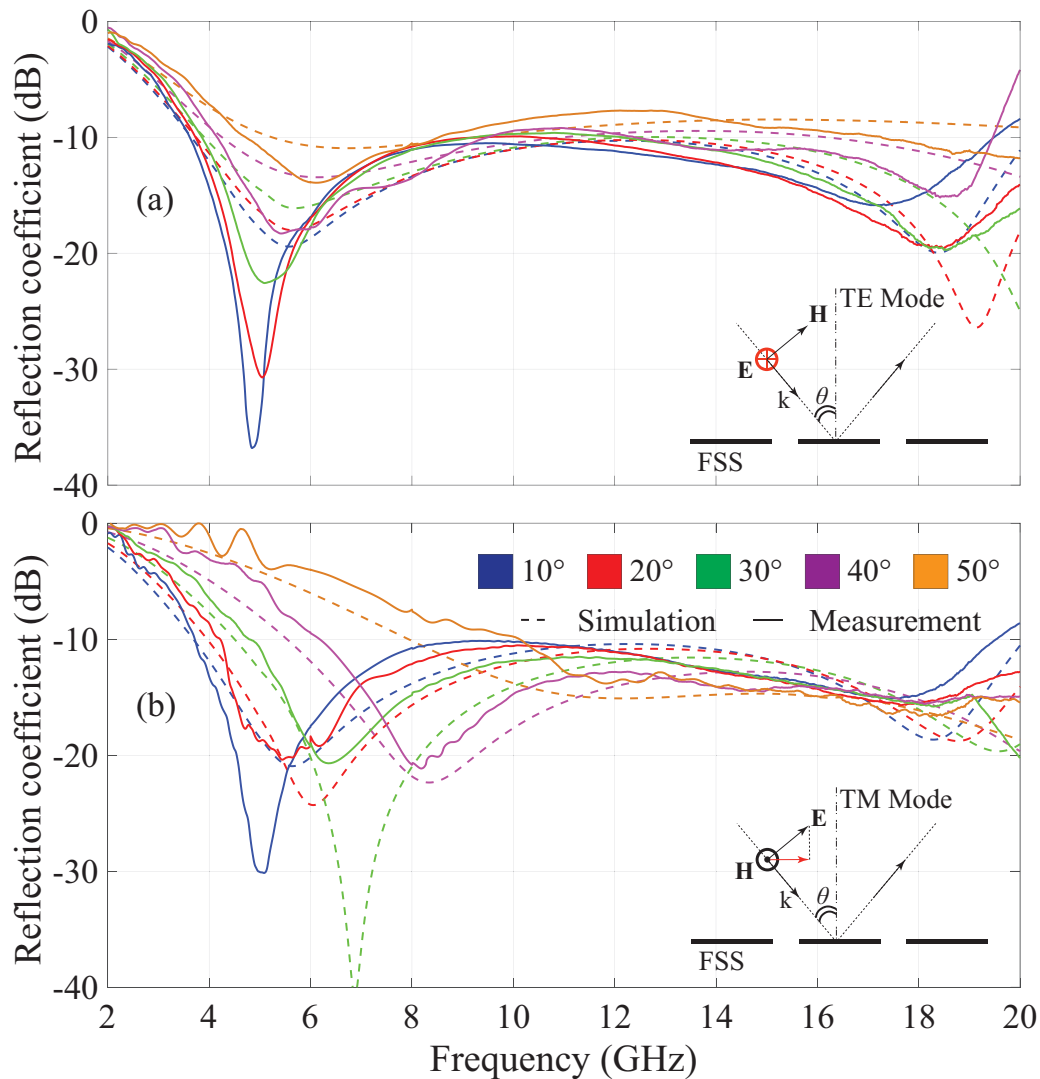 0
-10
-20
-30
-40
Reflection coefficient (dB)
(a)
TE Mode
H
E
k
θ
FSS
0
-10
-20
-30
-40
Reflection coefficient (dB)
10° 20° 30° 40° 50°
Simulation Measurement
(b)
TM Mode
E
H
k
θ
FSS
2 4 6 8 10 12 14 16 18 20
Frequency (GHz)